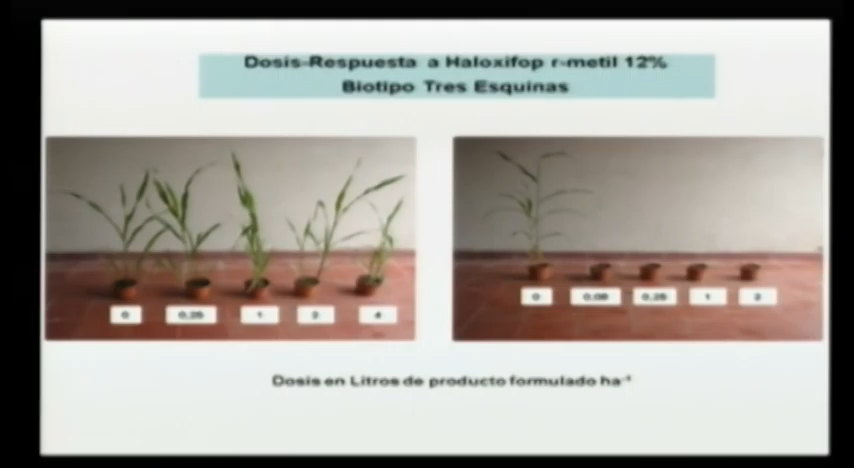 Dosis-Respuesta a Haloxifop r-metil 12%
Biotipo Tres Esquinas
0 0,25 1 2 4
0 0,08 0,25 1 2
Dosis en Litros de producto formulado ha-¹